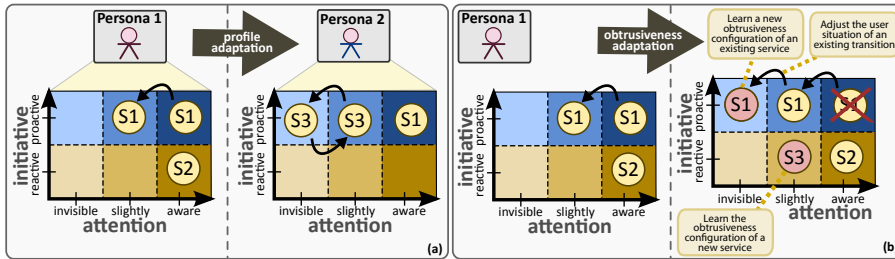 Persona 1
profile
adaptation
Persona 2
initiative
reactive proactive
S1
S1
S2
invisible slightly aware
attention
initiative
reactive proactive
S3
S3
S1
invisible slightly aware
attention
(a)
Persona 1
obtrusiveness
adaptation
Learn a new
obtrusiveness
configuration of an
existing service
Adjust the user
situation of an
existing transition
initiative
reactive proactive
S1
S1
S2
invisible slightly aware
attention
initiative
reactive proactive
S1
S1
S1
S3
S2
invisible slightly aware
attention
Learn the
obtrusiveness
configuration of a
new service
(b